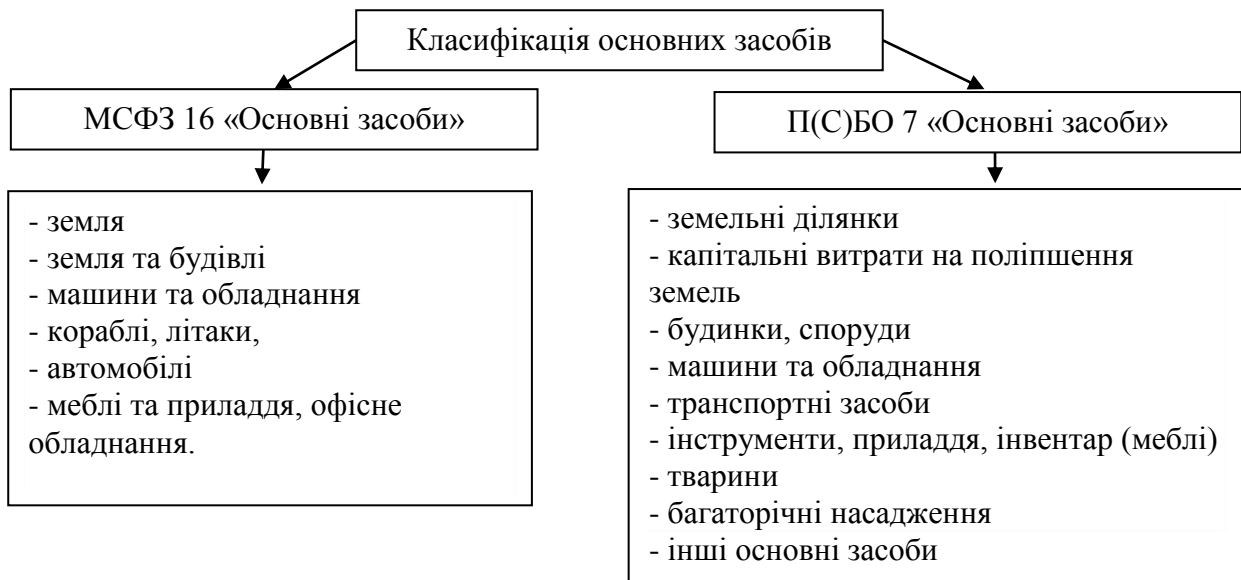 Класифікація основних засобів
МСФЗ 16 «Основні засоби»
П(С)БО 7 «Основні засоби»
- земля
- земля та будівлі
- машини та обладнання
- кораблі, літаки,
- автомобілі
- меблі та приладдя, офісне
обладнання.
- земельні ділянки
- капітальні витрати на поліпшення
земель
- будинки, споруди
- машини та обладнання
- транспортні засоби
- інструменти, приладдя, інвентар (меблі)
- тварини
- багаторічні насадження
- інші основні засоби